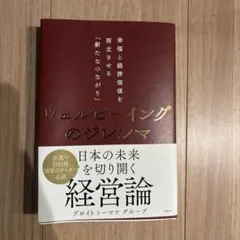 幸福と経済価値を
両立させる
「新たなつながり」
ウェルビーイング
のジレンマ
日本の未来
を切り開く
経営論
デロイトトーマツ グループ
必読